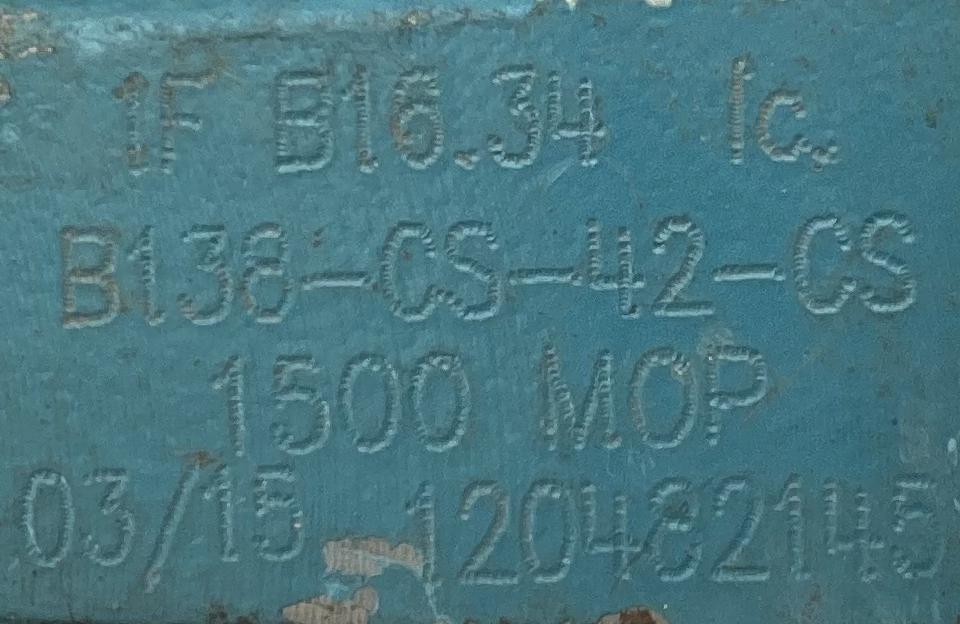 1F B16.34 lc.
B138-CS-42-CS
1500 MOP
03/15 120482145